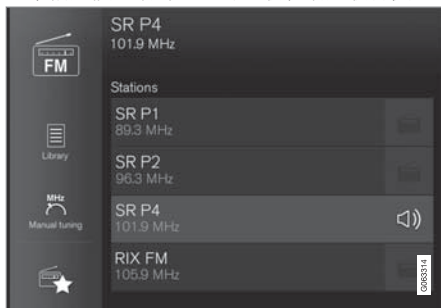 SR P4
101.9 MHz
FM
Stations
SR P1
89.3 MHz
Library
SR P2
96.3 MHz
MHz
Manual tuning
SR P4
101.9 MHz
RIX FM
105.9 MHz
G063314